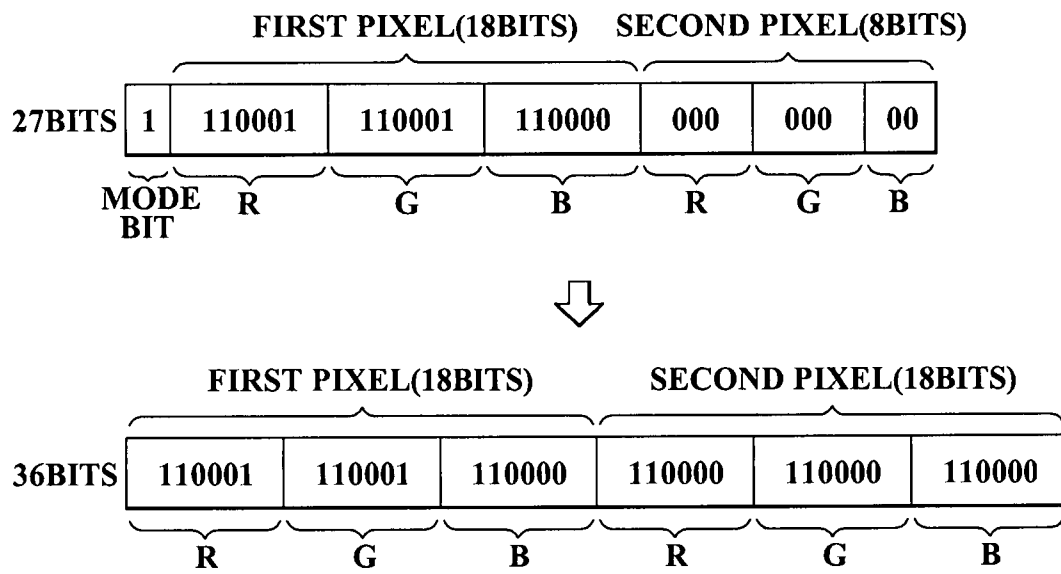 FIRST PIXEL(18BITS) SECOND PIXEL(8BITS)
27BITS 1 110001 110001 110000 000 000 00
MODE BIT R G B R G B
FIRST PIXEL(18BITS) SECOND PIXEL(18BITS)
36BITS 110001 110001 110000 110000 110000 110000
R G B R G B